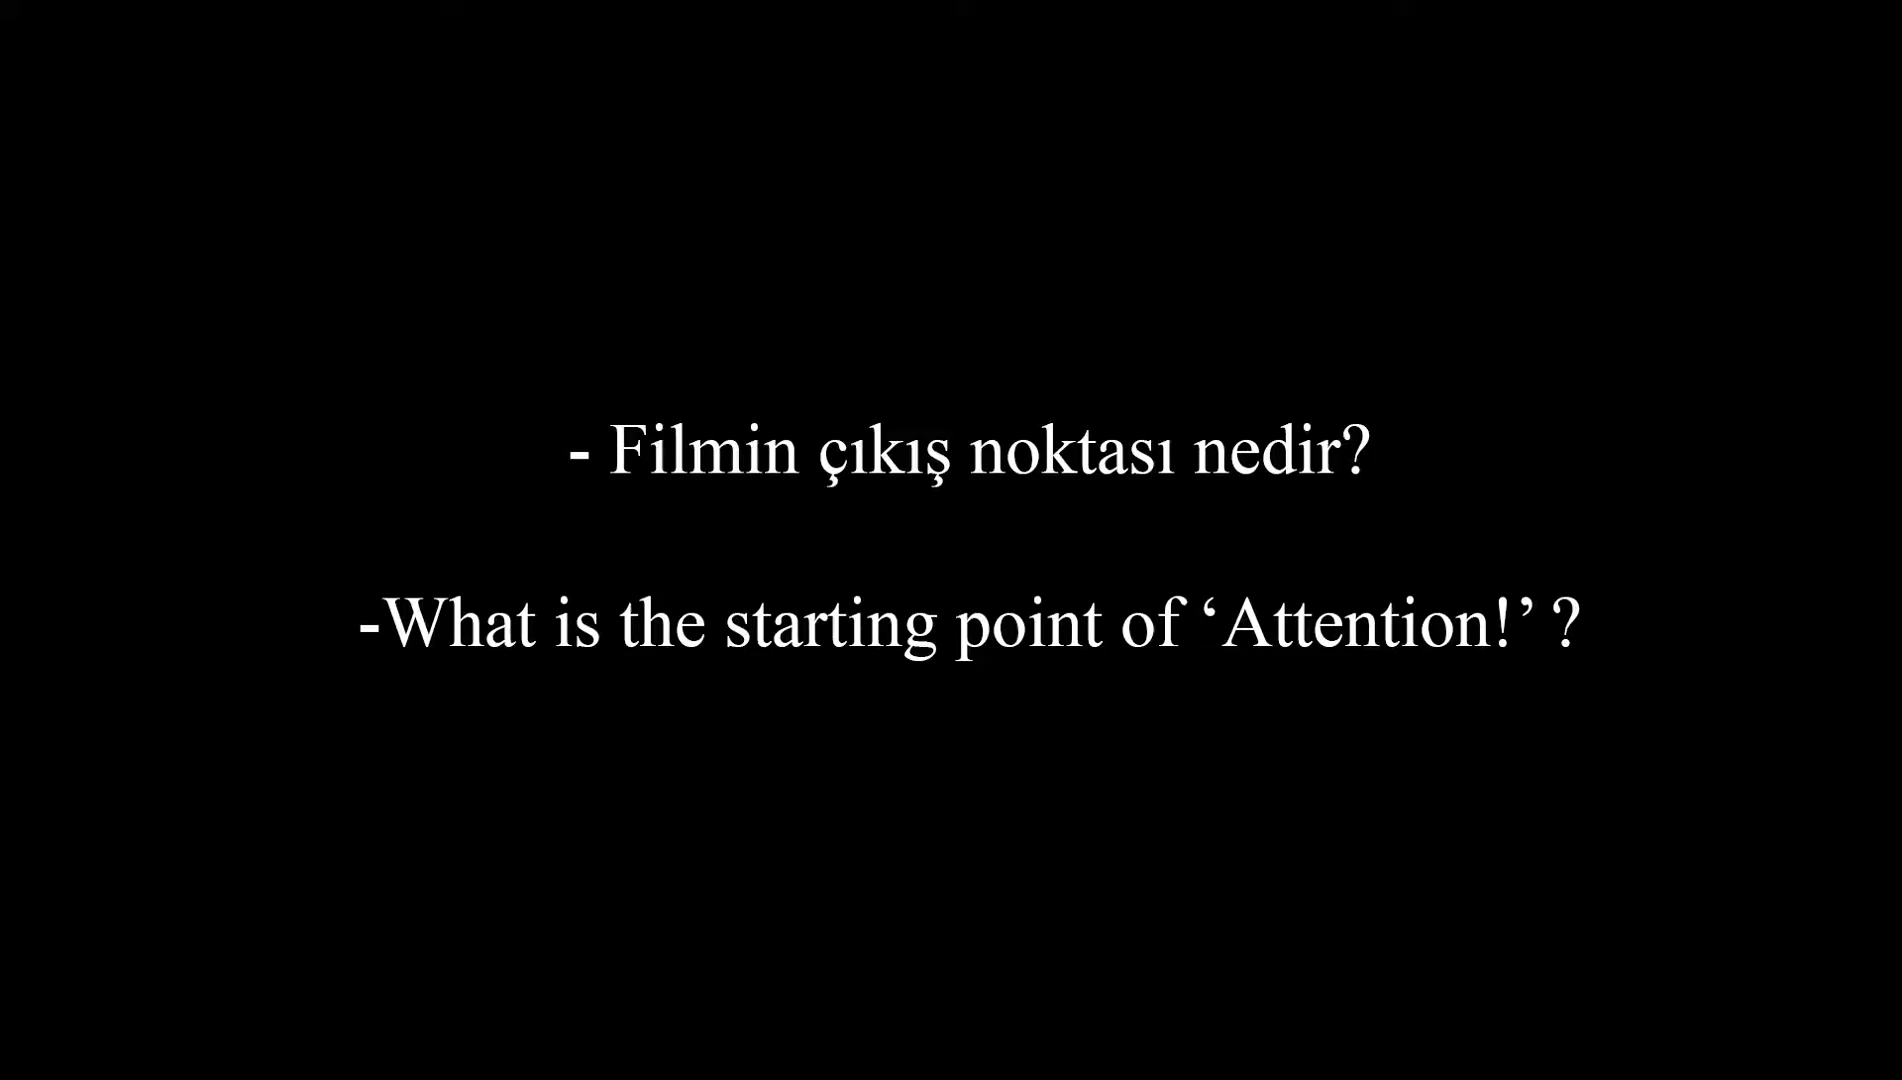 - Filmin çıkış noktası nedir?
-What is the starting point of ‘Attention!’ ?